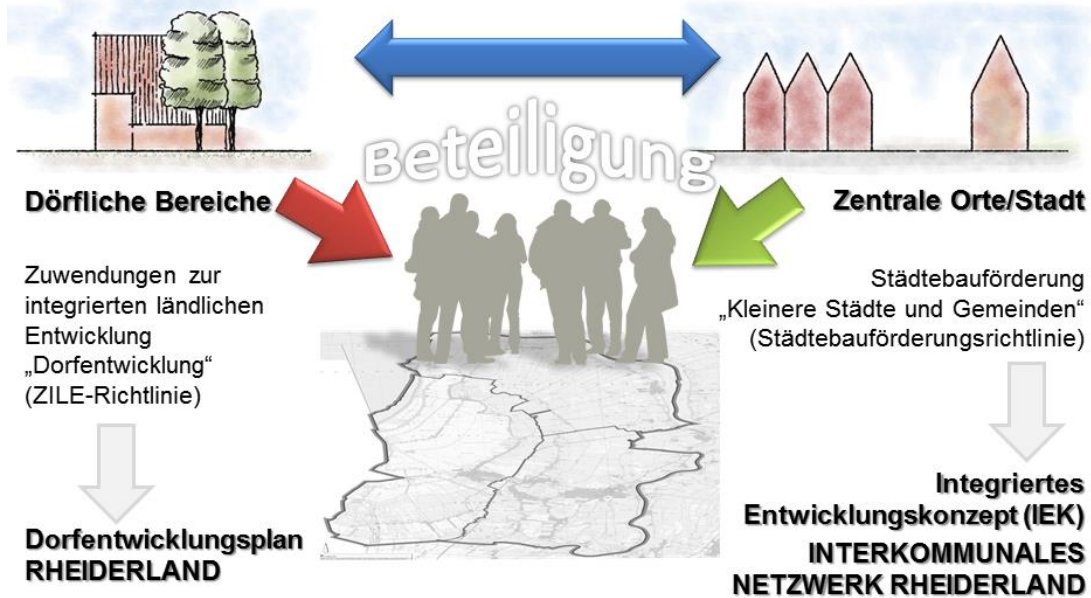 Beteiligung
Dörfliche Bereiche
Zuwendungen zur
integrierten ländlichen
Entwicklung
„Dorfentwicklung“
(ZILE-Richtlinie)
Dorfentwicklungsplan
RHEIDERLAND
Zentrale Orte/Stadt
Städtebauförderung
„Kleinere Städte und Gemeinden“
(Städtebauförderungsrichtlinie)
Integriertes
Entwicklungskonzept (IEK)
INTERKOMMUNALES
NETZWERK RHEIDERLAND